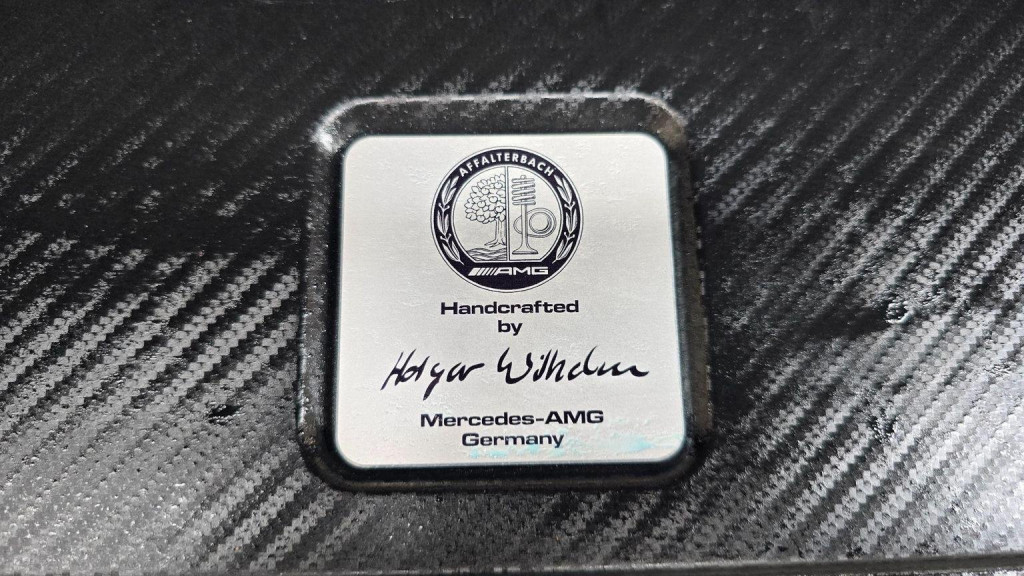 AFFALTERBACH
AMG
Handcrafted
by
Holger Wilhelm
Mercedes-AMG
Germany